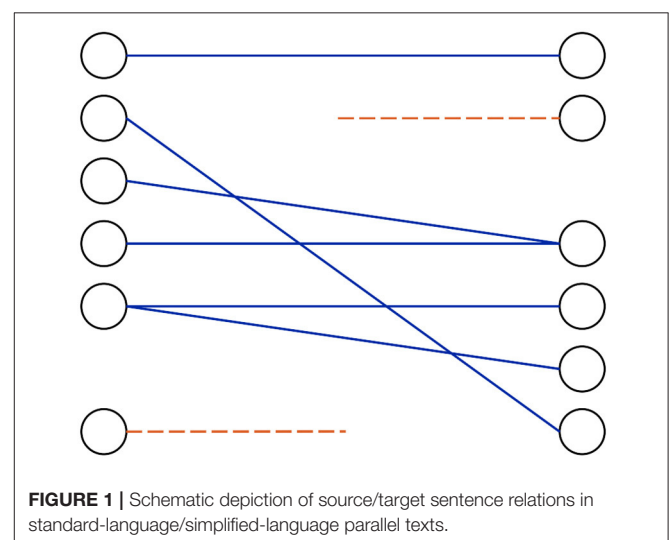 FIGURE 1 | Schematic depiction of source/target sentence relations in
standard-language/simplified-language parallel texts.